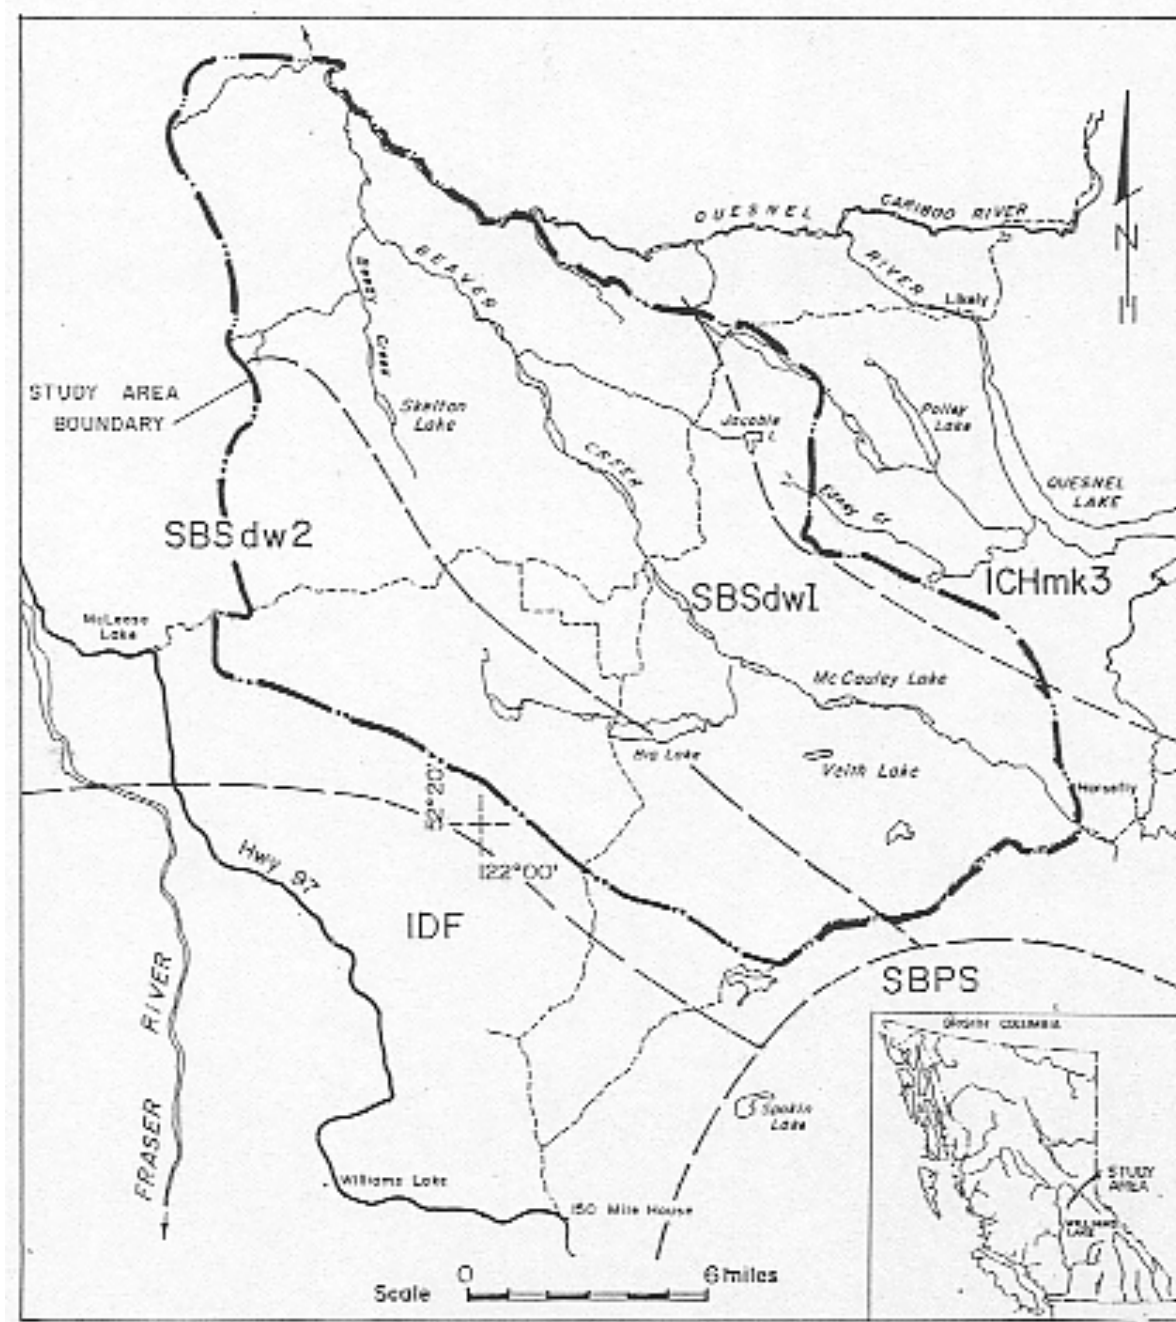 QUESNEL
CARIBOO RIVER
RIVER
N
Likely
BEAVER
Creek
STUDY AREA
BOUNDARY
Skelton
Lake
Polley
Lake
Jacobie
L.
CREEK
QUESNEL
LAKE
SBSdw2
SBSdw1
ICHmk3
McLeese
Lake
McCauley Lake
Big Lake
Veith Lake
Horsefly
52°20'
122°00'
Hwy 97
IDF
SBPS
FRASER RIVER
BRITISH COLUMBIA
Spokin
Lake
STUDY
AREA
WILLIAMS
LAKE
Williams Lake
150 Mile House
0 6 miles
Scale